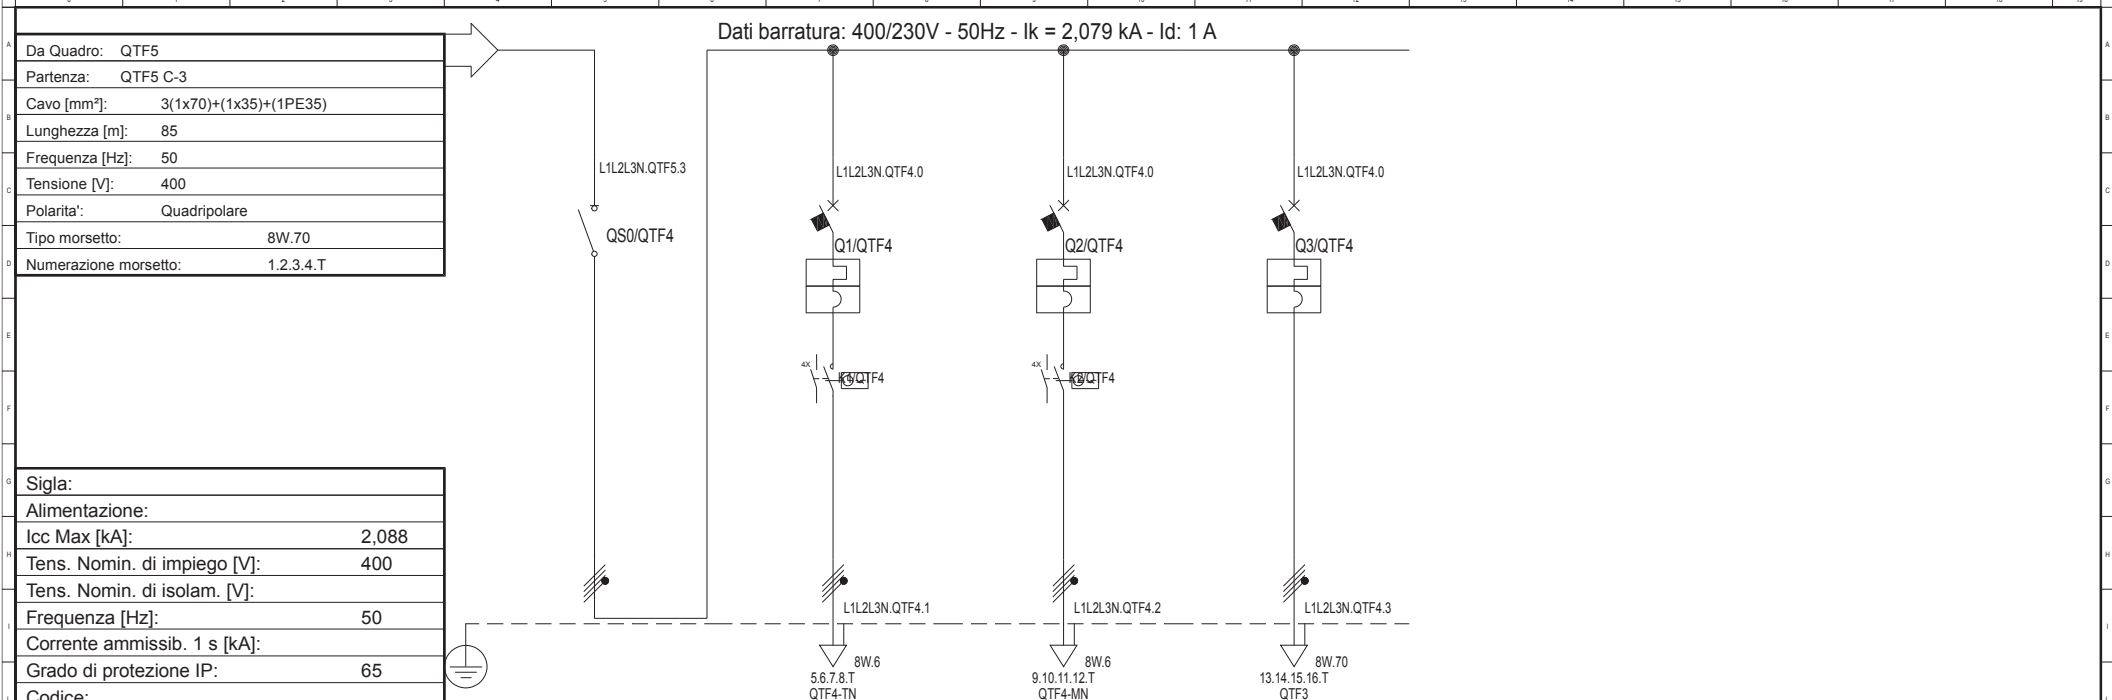 Dati barratura: 400/230V - 50Hz - Ik = 2,079 kA - Id: 1 A
Da Quadro: QTF5
Partenza: QTF5 C-3
Cavo [mm²]: 3(1x70)+(1x35)+(1PE35)
Lunghezza [m]: 85
Frequenza [Hz]: 50
Tensione [V]: 400
Polarita': Quadripolare
Tipo morsetto: 8W.70
Numerazione morsetto: 1.2.3.4.T
L1L2L3N.QTF5.3
L1L2L3N.QTF4.0
L1L2L3N.QTF4.0
L1L2L3N.QTF4.0
QS0/QTF4
Q1/QTF4
Q2/QTF4
Q3/QTF4
4X
K1/QTF4
4X
K2/QTF4
Sigla:
Alimentazione:
Icc Max [kA]: 2,088
Tens. Nomin. di impiego [V]: 400
Tens. Nomin. di isolam. [V]:
Frequenza [Hz]: 50
Corrente ammissib. 1 s [kA]:
Grado di protezione IP: 65
Codice:
L1L2L3N.QTF4.1
L1L2L3N.QTF4.2
L1L2L3N.QTF4.3
8W.6
8W.6
8W.70
5.6.7.8.T
9.10.11.12.T
13.14.15.16.T
QTF4-TN
QTF4-MN
QTF3